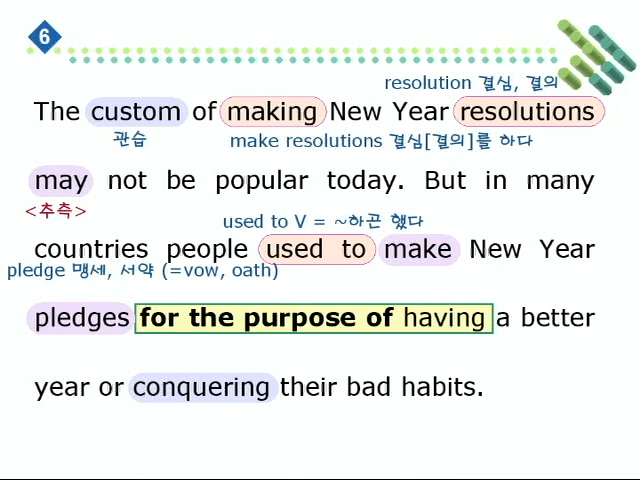 6
resolution 결심, 결의
The custom of making New Year resolutions
관습
make resolutions 결심[결의]를 하다
may not be popular today. But in many
<추측>
used to V = ~하곤 했다
countries people used to make New Year
pledge 맹세, 서약 (=vow, oath)
pledges for the purpose of having a better
year or conquering their bad habits.